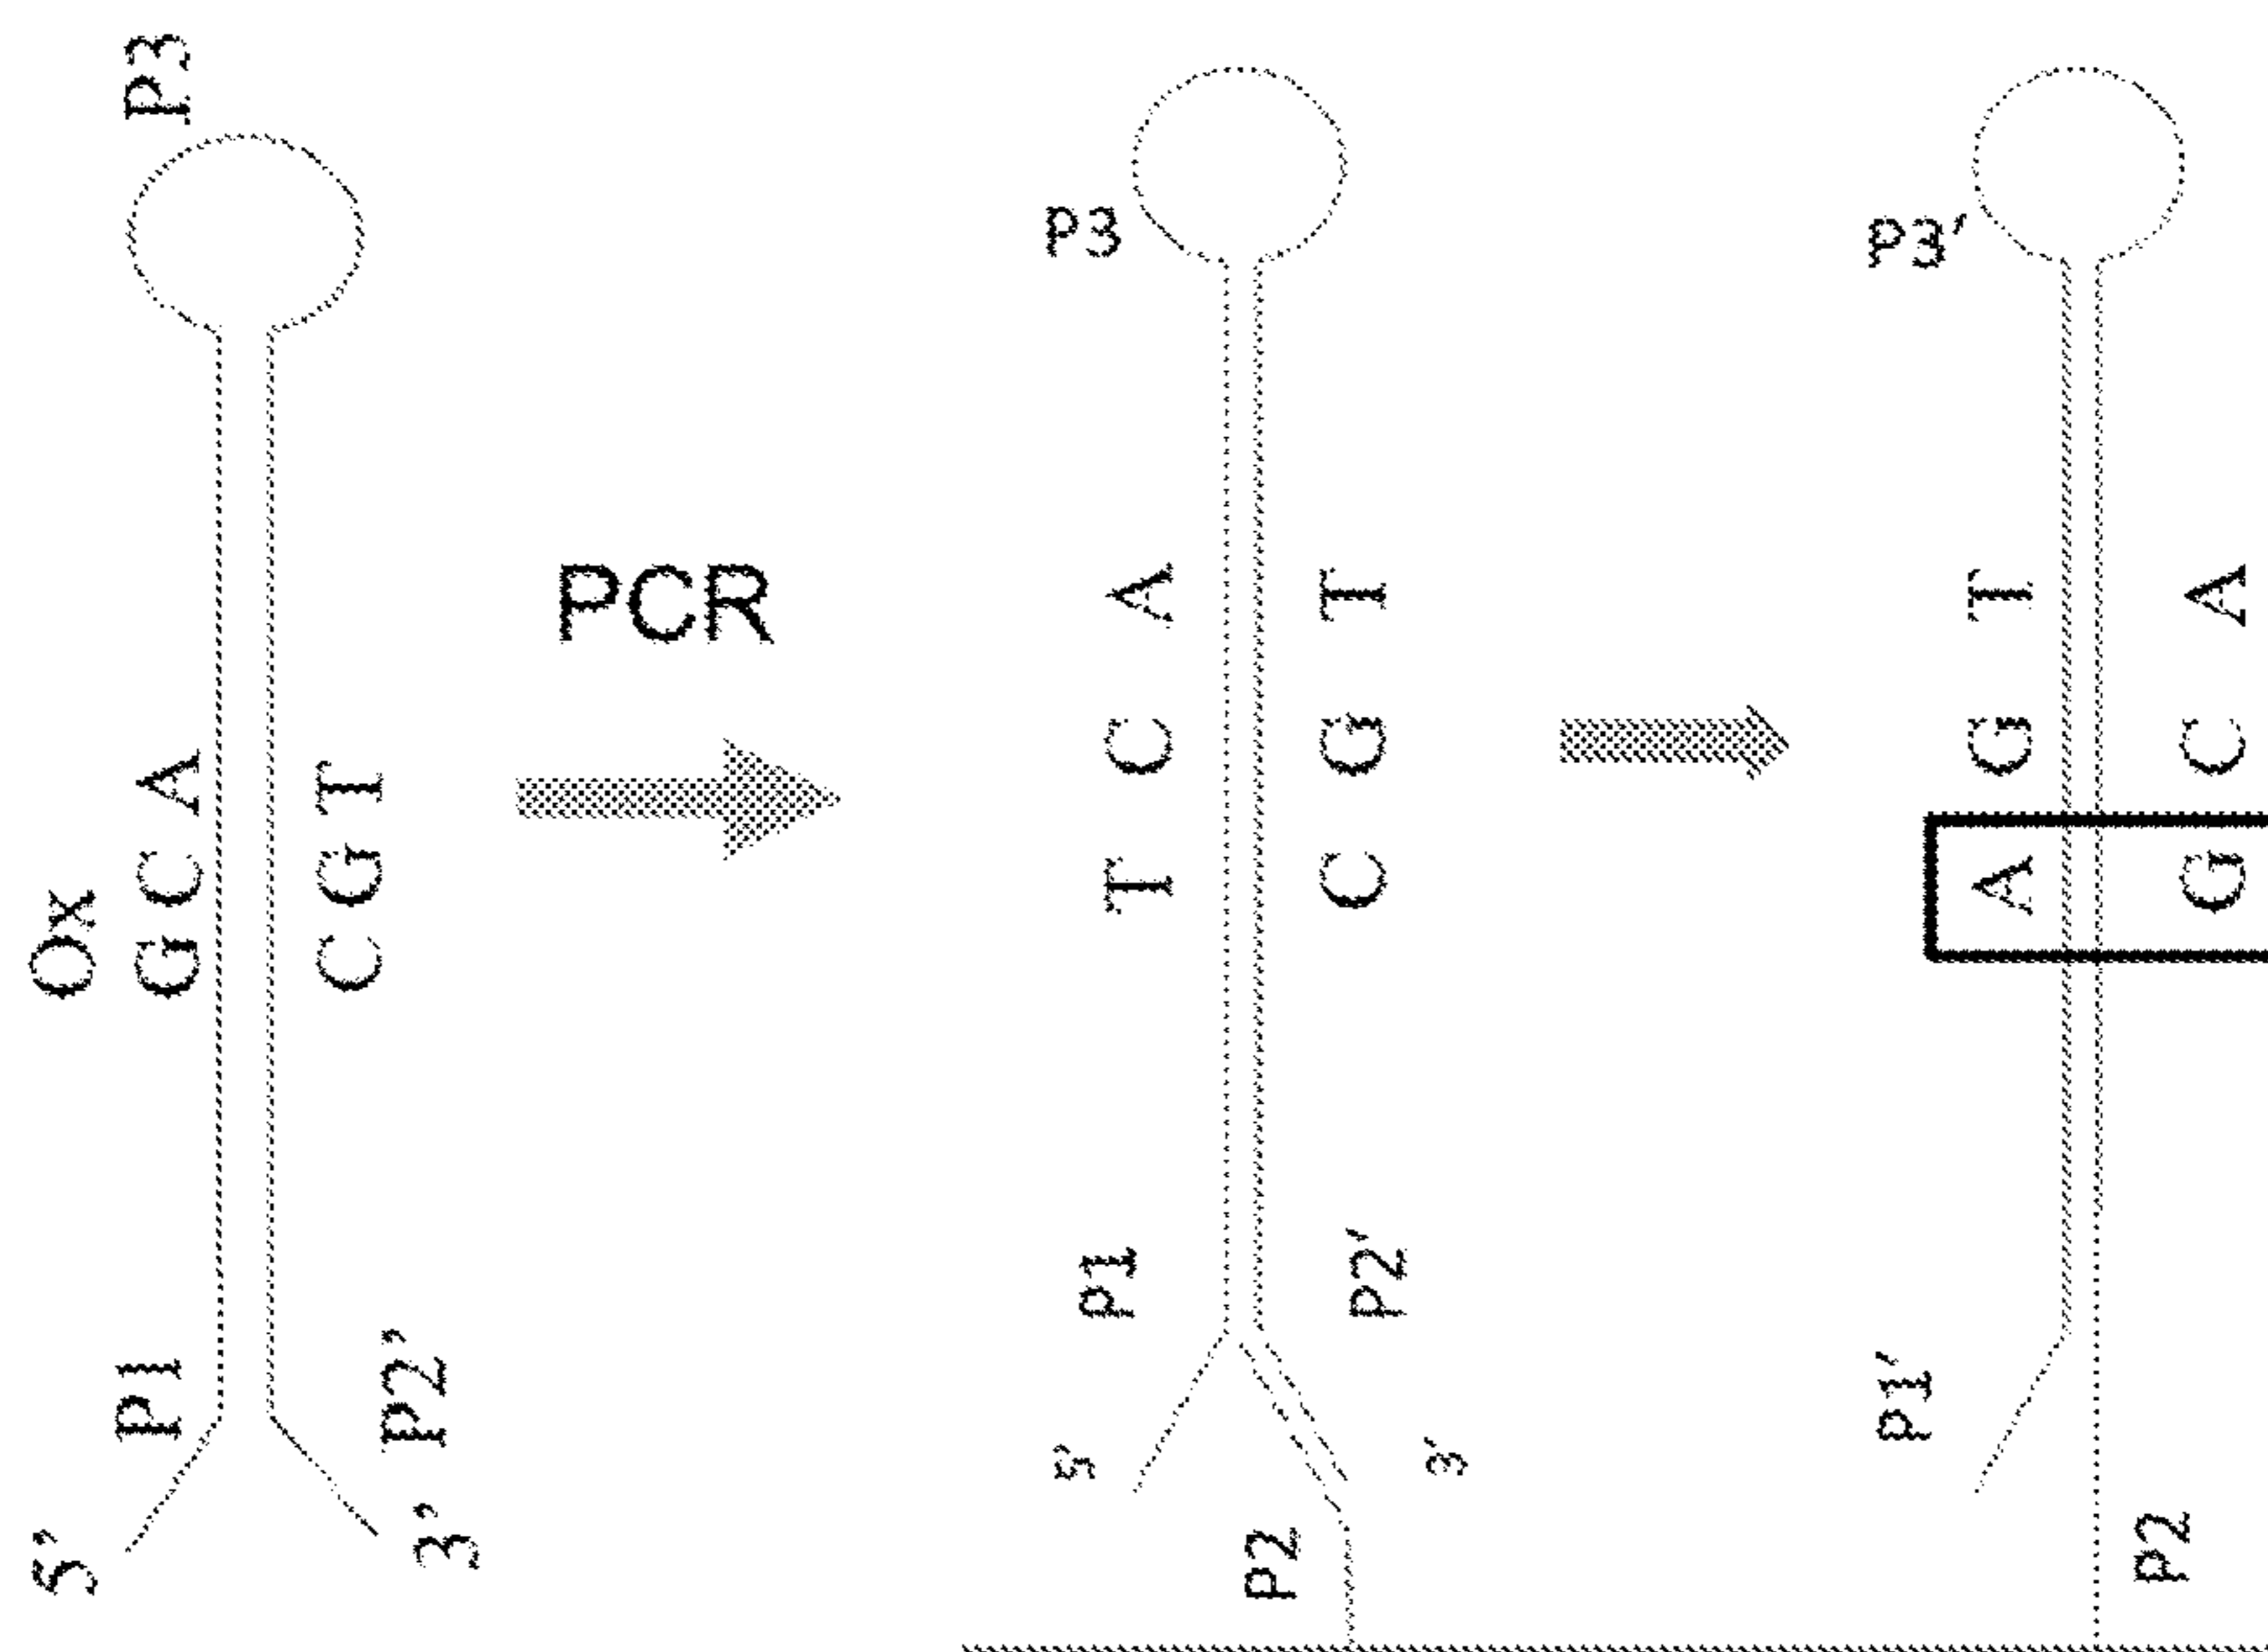 P3
Ox
G C A
C G T
P1
P2'
5'
3'
PCR
P3
T C A
C G T
P1
P2'
5'
3'
P2
P3'
A G T
G C A
P1'
P2